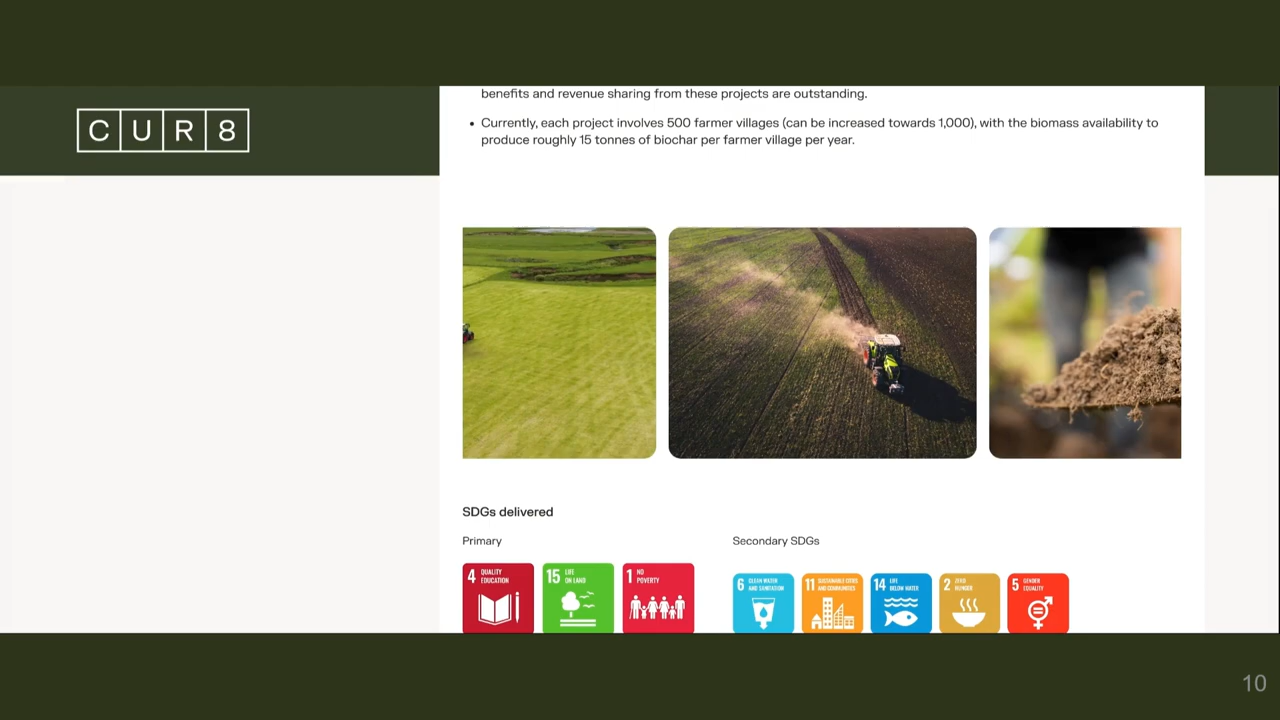 CUR8
benefits and revenue sharing from these projects are outstanding.
• Currently, each project involves 500 farmer villages (can be increased towards 1,000), with the biomass availability to
produce roughly 15 tonnes of biochar per farmer village per year.
SDGs delivered
Primary
Secondary SDGs
4 QUALITY
EDUCATION
15 LIFE
ON LAND
1 NO
POVERTY
6 CLEAN WATER
AND SANITATION
11 SUSTAINABLE CITIES
AND COMMUNITIES
14 LIFE
BELOW WATER
2 ZERO
HUNGER
5 GENDER
EQUALITY
10